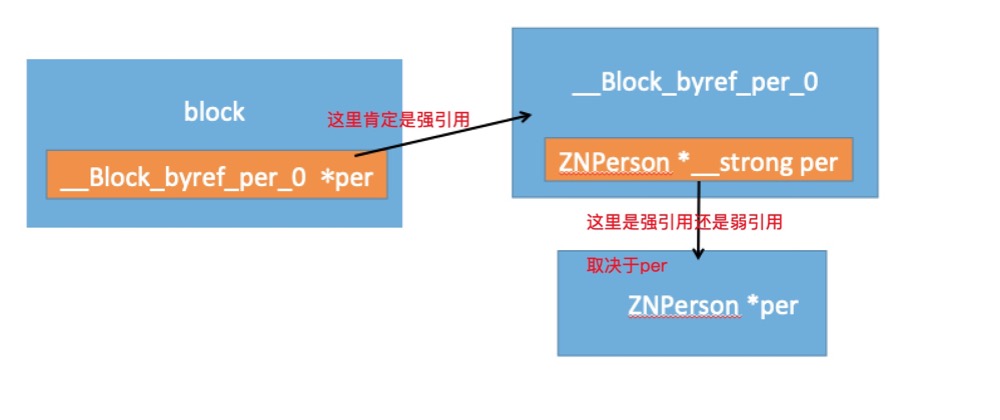 block
__Block_byref_per_0 *per
这里肯定是强引用
__Block_byref_per_0
ZNPerson *__strong per
这里是强引用还是弱引用
取决于per
ZNPerson *per